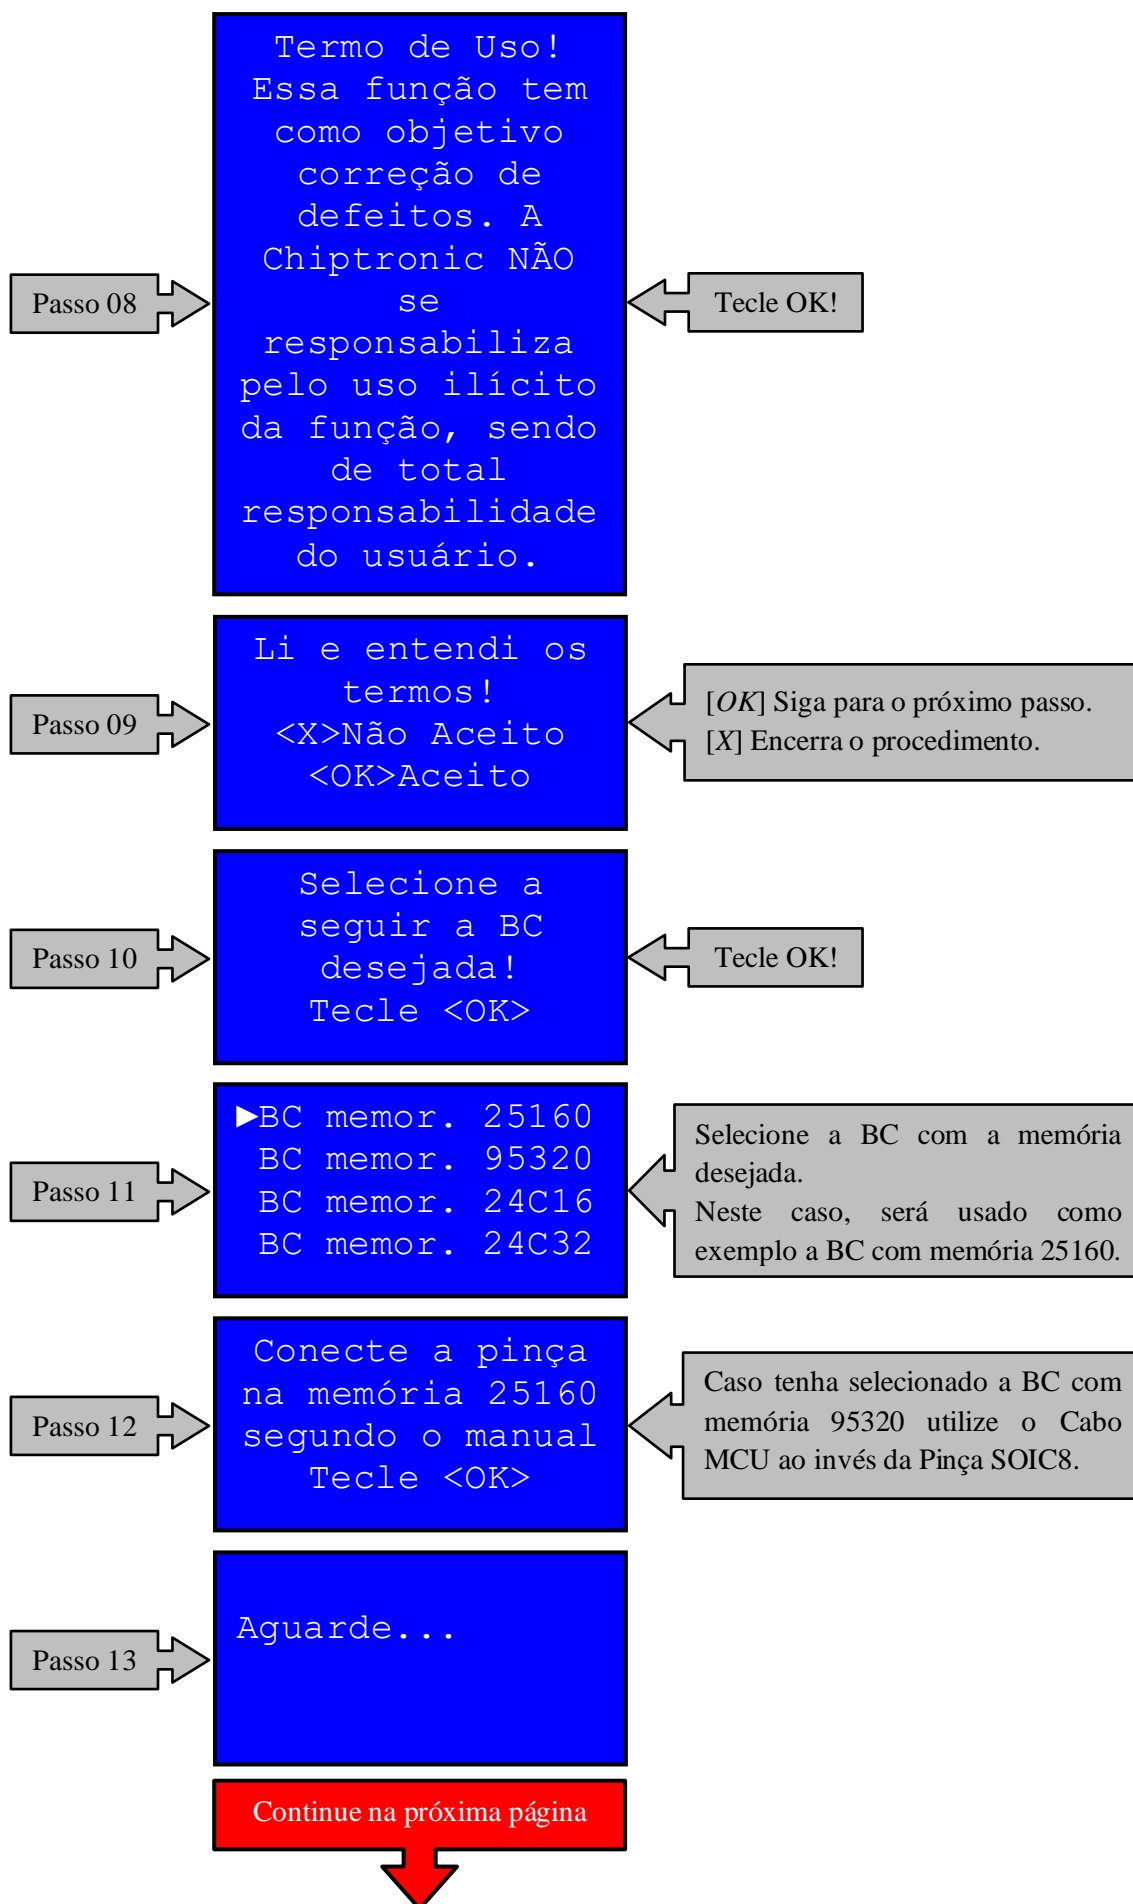 Termo de Uso!
Essa função tem
como objetivo
correção de
defeitos. A
Chiptronic NÃO
se
responsabiliza
pelo uso ilícito
da função, sendo
de total
responsabilidade
do usuário.
Passo 08
Tecle OK!
Li e entendi os
termos!
<X>Não Aceito
<OK>Aceito
Passo 09
[OK] Siga para o próximo passo.
[X] Encerra o procedimento.
Selecione a
seguir a BC
desejada!
Tecle <OK>
Passo 10
Tecle OK!
►BC memor. 25160
BC memor. 95320
BC memor. 24C16
BC memor. 24C32
Passo 11
Selecione a BC com a memória
desejada.
Neste caso, será usado como
exemplo a BC com memória 25160.
Conecte a pinça
na memória 25160
segundo o manual
Tecle <OK>
Passo 12
Caso tenha selecionado a BC com
memória 95320 utilize o Cabo
MCU ao invés da Pinça SOIC8.
Aguarde...
Passo 13
Continue na próxima página